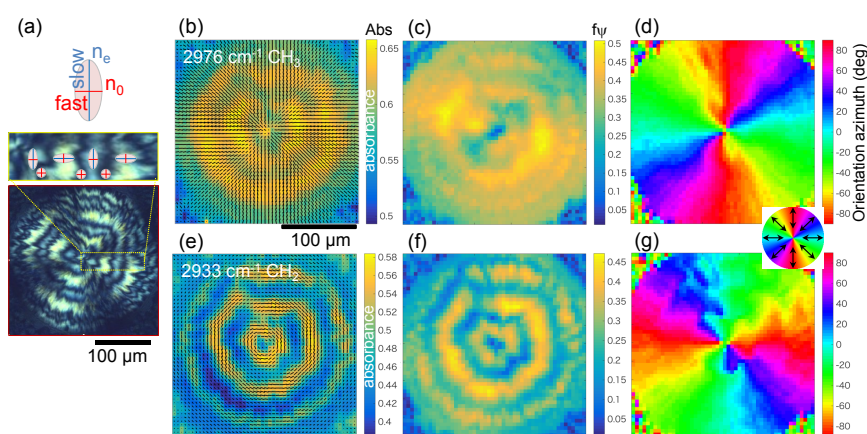 (a)
slow
n_e
n_0
fast
100 µm
(b)
2976 cm⁻¹ CH₃
Abs
0.65
0.6
0.55
0.5
absorbance
100 µm
(c)
fψ
0.5
0.45
0.4
0.35
0.3
0.25
0.2
0.15
0.1
0.05
(d)
80
60
40
20
0
-20
-40
-60
-80
Orientation azimuth (deg)
(e)
2933 cm⁻¹ CH₂
0.58
0.56
0.54
0.52
0.5
0.48
0.46
0.44
0.42
0.4
absorbance
(f)
0.45
0.4
0.35
0.3
0.25
0.2
0.15
0.1
0.05
(g)
80
60
40
20
0
-20
-40
-60
-80